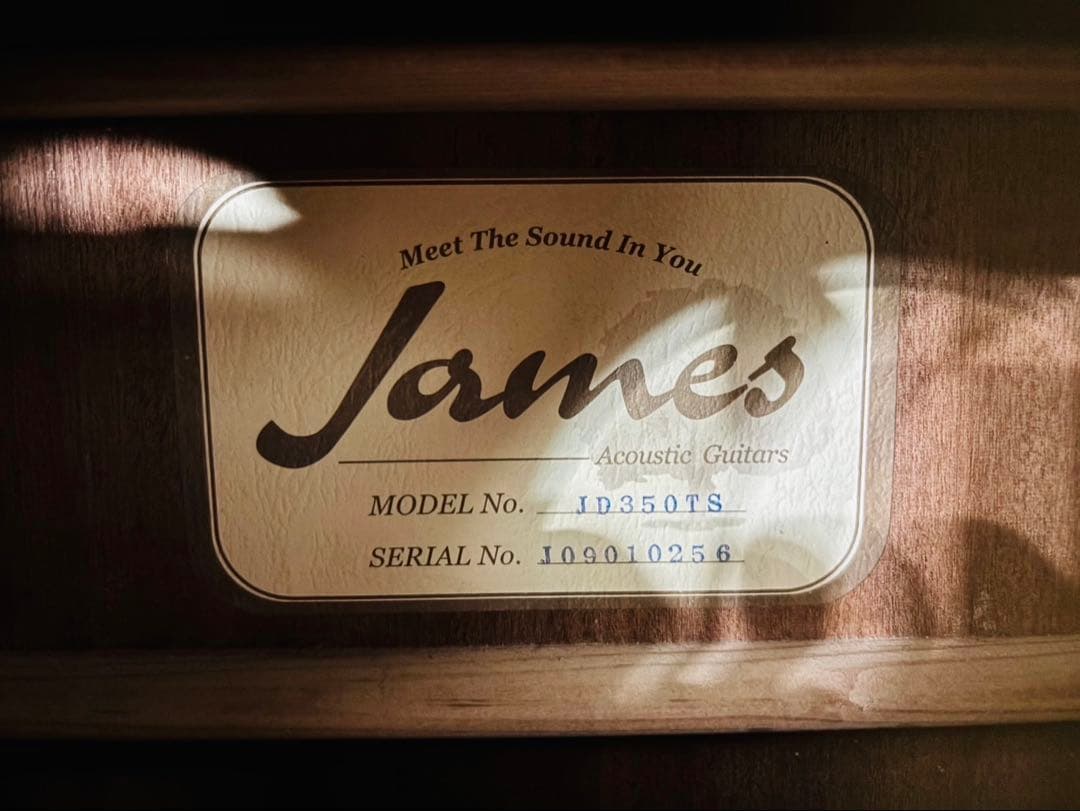 Meet The Sound In You
James
Acoustic Guitars
MODEL No. JD350TS
SERIAL No. J09010256